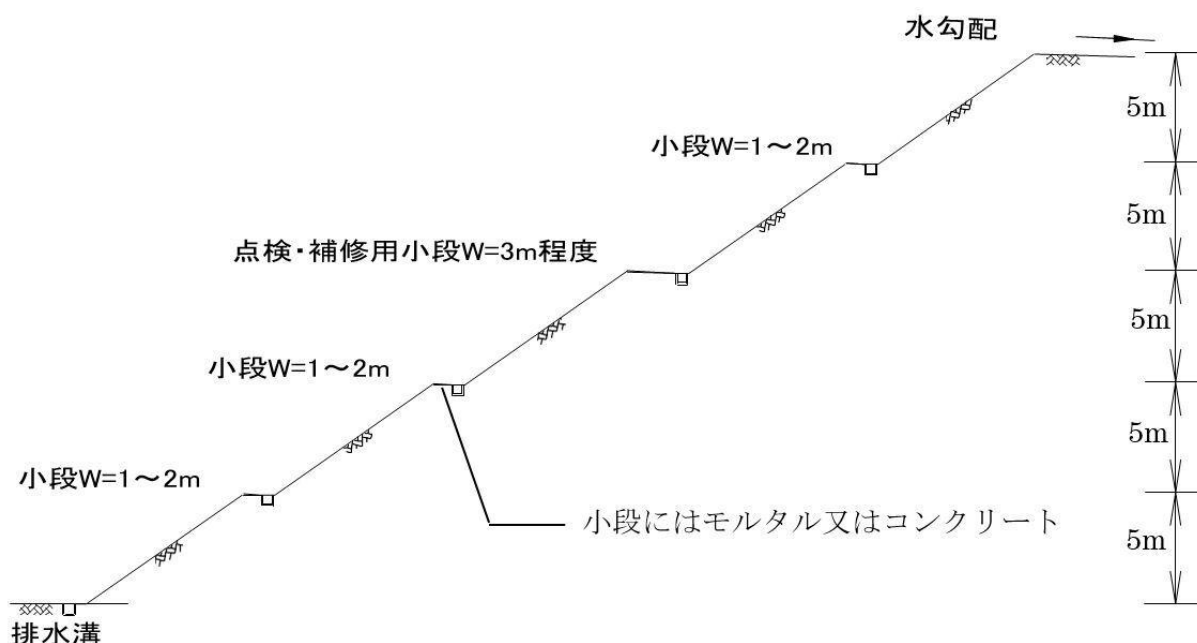 水勾配
5m
小段W=1～2m
5m
点検・補修用小段W=3m程度
5m
小段W=1～2m
5m
小段W=1～2m
小段にはモルタル又はコンクリート
5m
排水溝